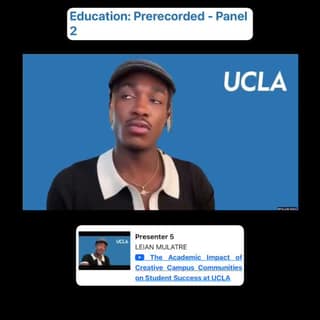 Education: Prerecorded - Panel
2
UCLA
UCLA
Presenter 5
LEIAN MULATRE
The Academic Impact of
Creative Campus Communities
on Student Success at UCLA